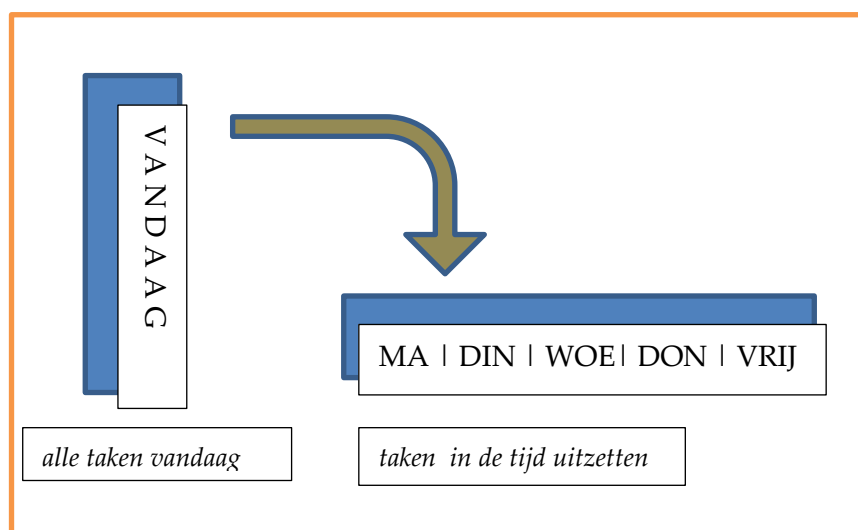 VANDAAG
MA | DIN | WOE| DON | VRIJ
alle taken vandaag
taken in de tijd uitzetten